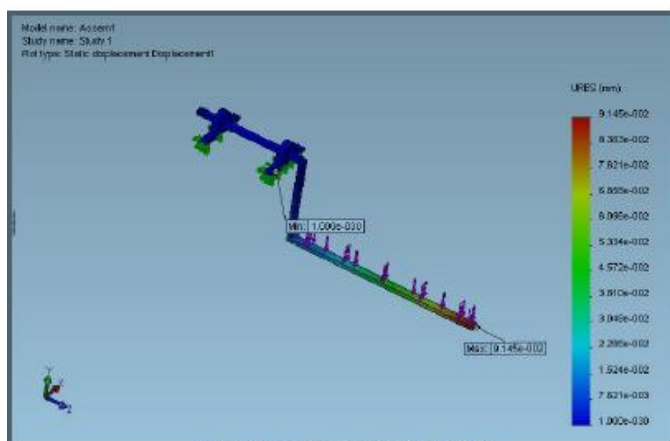 Model name: Assem1
Study name: Study 1
Plot type: Static displacement Displacement1
URES (mm)
9.145e-002
8.383e-002
7.621e-002
6.858e-002
6.096e-002
5.334e-002
4.572e-002
3.810e-002
3.048e-002
2.286e-002
1.524e-002
7.621e-003
1.000e-030
Min: 1.000e-030
Max: 9.145e-002
Y
X
Z